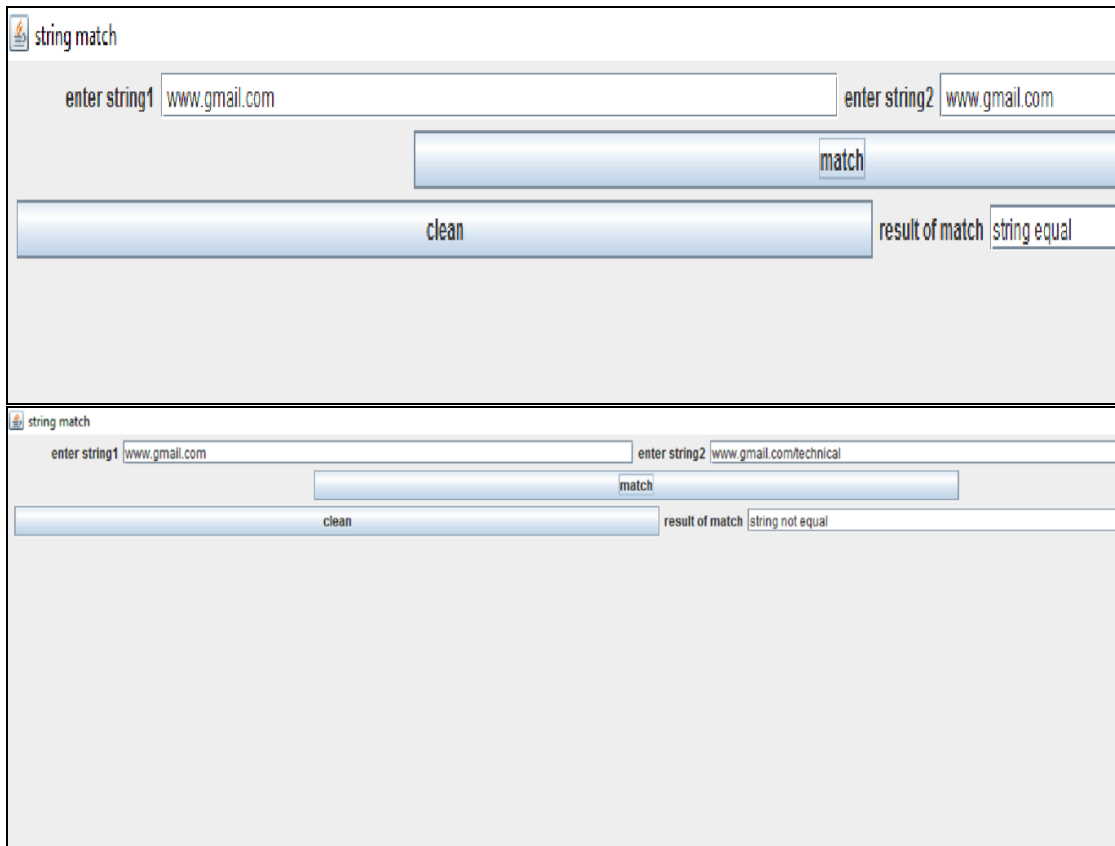 string match
enter string1 www.gmail.com enter string2 www.gmail.com
match
clean result of match string equal
string match
enter string1 www.gmail.com enter string2 www.gmail.com/technical
match
clean result of match string not equal